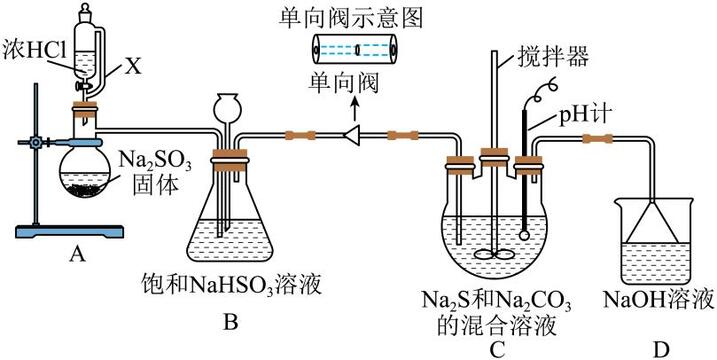 浓HCl
X
Na₂SO₃
固体
A
饱和NaHSO₃溶液
B
单向阀示意图
单向阀
搅拌器
pH计
Na₂S和Na₂CO₃
的混合溶液
C
NaOH溶液
D